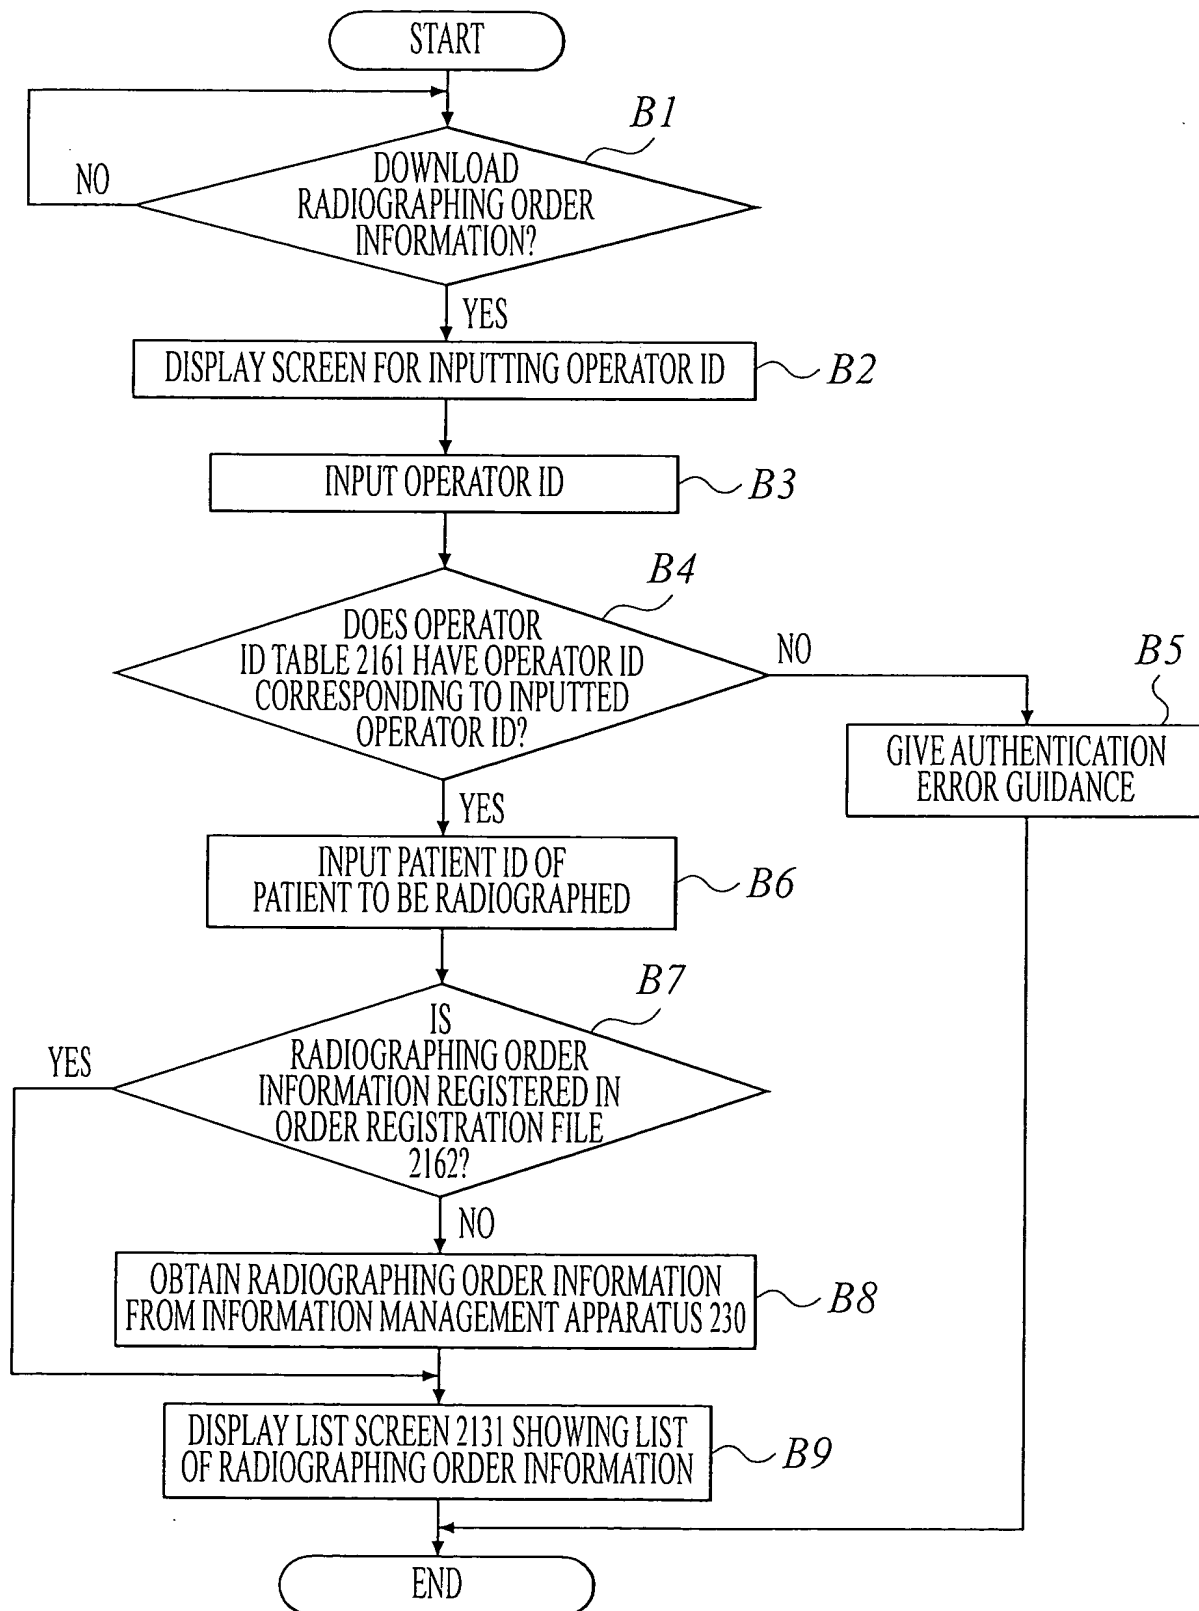 START
B1
NO
DOWNLOAD
RADIOGRAPHING ORDER
INFORMATION?
YES
DISPLAY SCREEN FOR INPUTTING OPERATOR ID
B2
INPUT OPERATOR ID
B3
B4
DOES OPERATOR
ID TABLE 2161 HAVE OPERATOR ID
CORRESPONDING TO INPUTTED
OPERATOR ID?
NO
B5
GIVE AUTHENTICATION
ERROR GUIDANCE
YES
INPUT PATIENT ID OF
PATIENT TO BE RADIOGRAPHED
B6
B7
YES
IS
RADIOGRAPHING ORDER
INFORMATION REGISTERED IN
ORDER REGISTRATION FILE
2162?
NO
OBTAIN RADIOGRAPHING ORDER INFORMATION
FROM INFORMATION MANAGEMENT APPARATUS 230
B8
DISPLAY LIST SCREEN 2131 SHOWING LIST
OF RADIOGRAPHING ORDER INFORMATION
B9
END